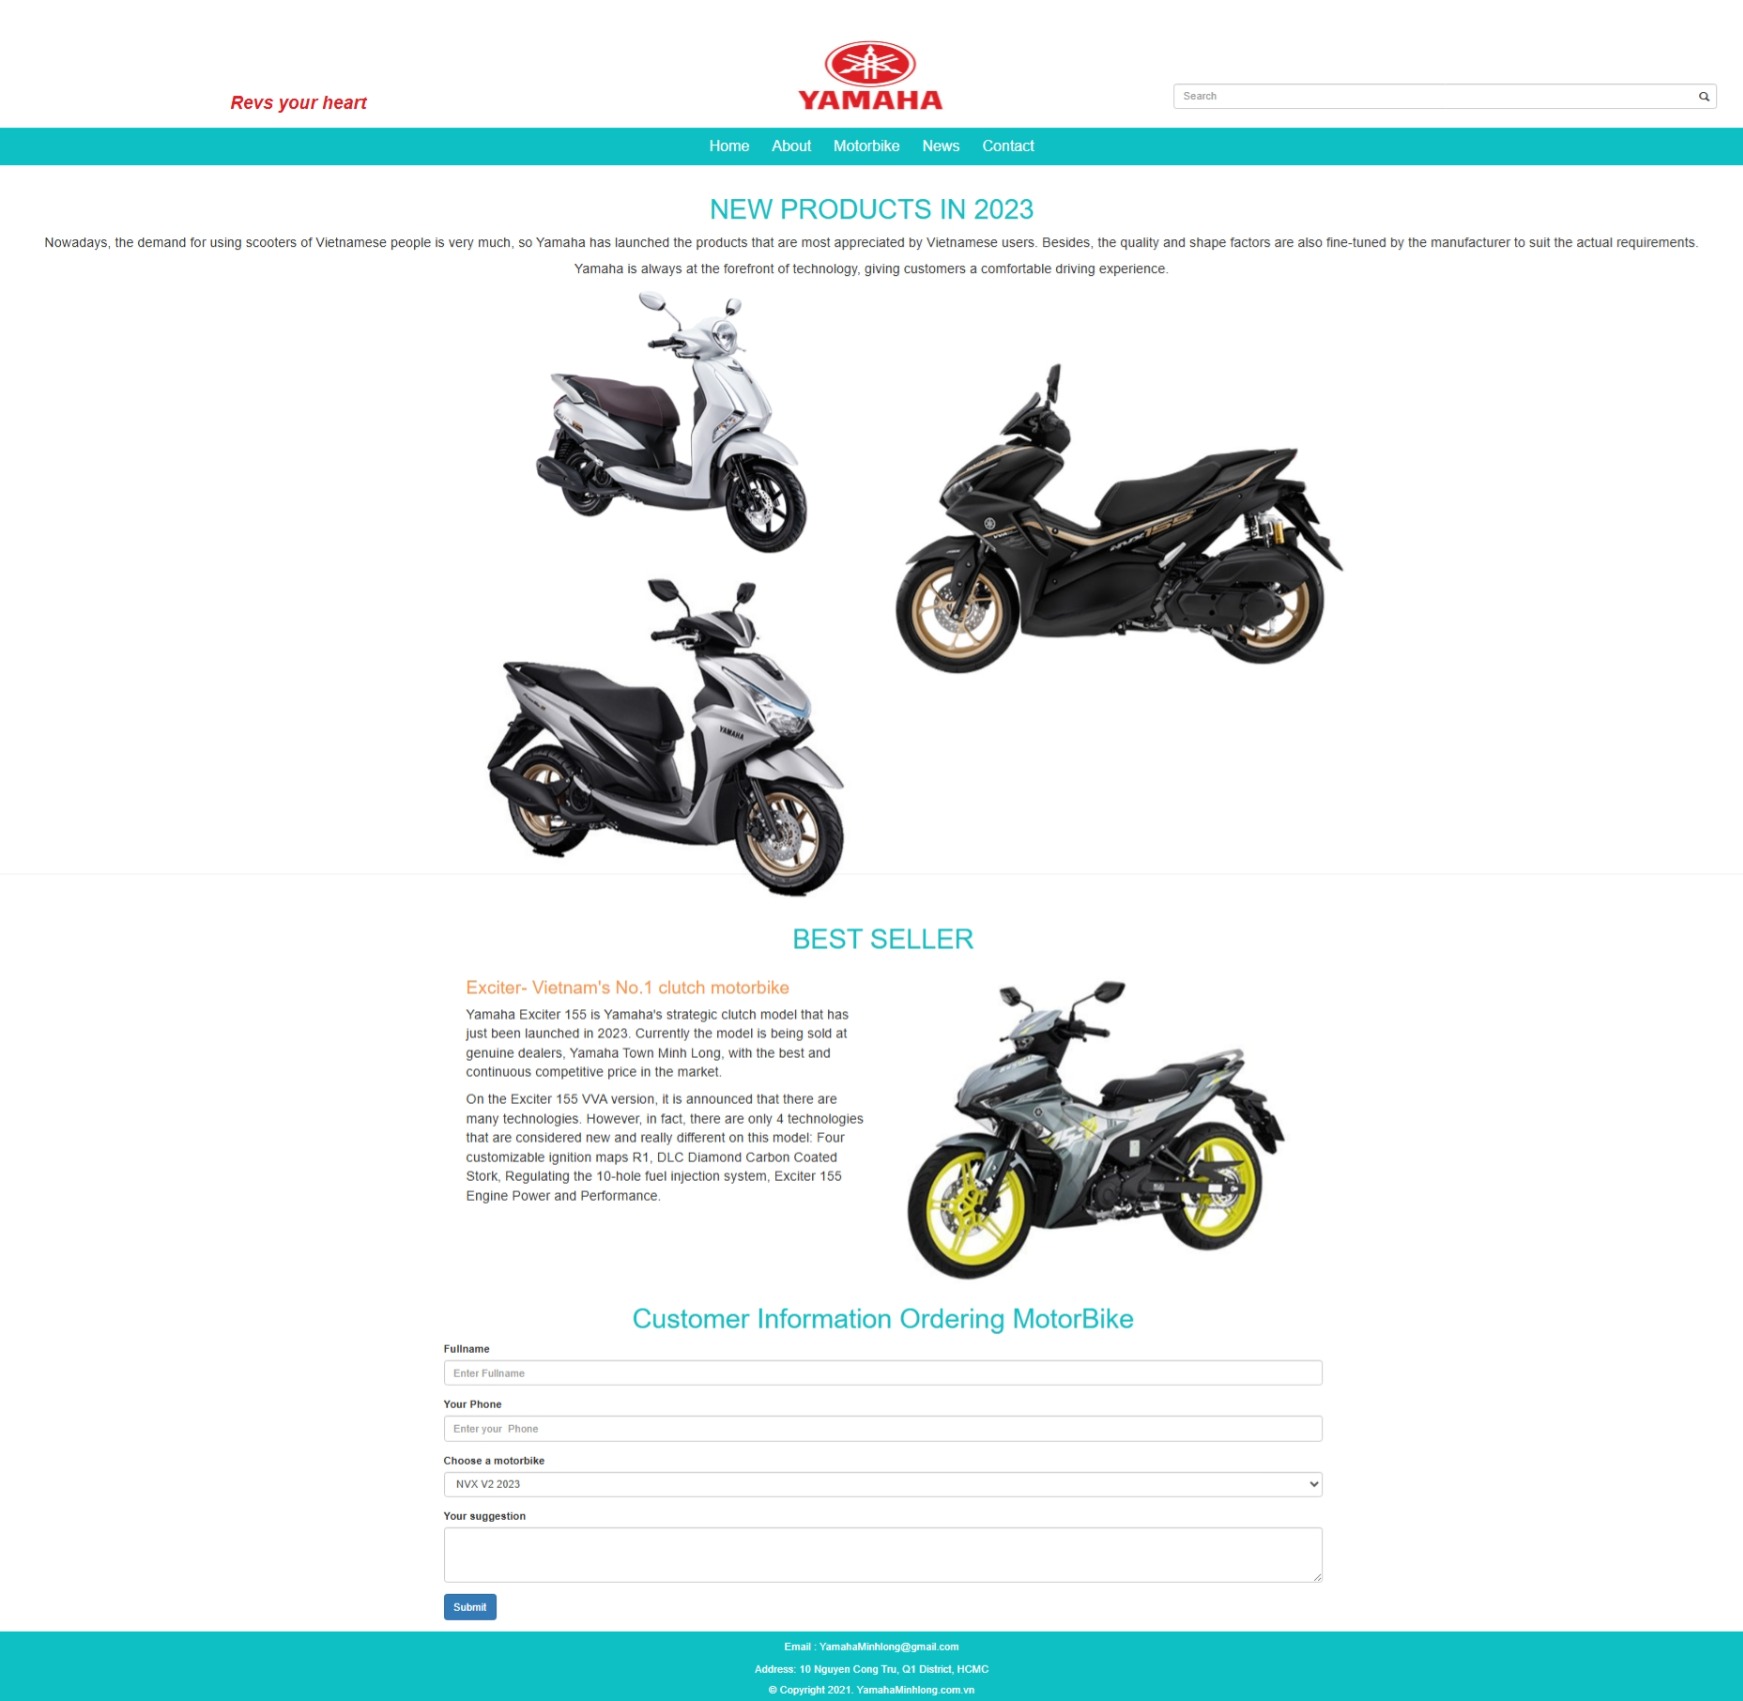 Revs your heart
YAMAHA
Search
Home About Motorbike News Contact
NEW PRODUCTS IN 2023
Nowadays, the demand for using scooters of Vietnamese people is very much, so Yamaha has launched the products that are most appreciated by Vietnamese users. Besides, the quality and shape factors are also fine-tuned by the manufacturer to suit the actual requirements.
Yamaha is always at the forefront of technology, giving customers a comfortable driving experience.
NVX 155
YAMAHA
BEST SELLER
Exciter- Vietnam's No.1 clutch motorbike
Yamaha Exciter 155 is Yamaha's strategic clutch model that has
just been launched in 2023. Currently the model is being sold at
genuine dealers, Yamaha Town Minh Long, with the best and
continuous competitive price in the market.
On the Exciter 155 VVA version, it is announced that there are
many technologies. However, in fact, there are only 4 technologies
that are considered new and really different on this model: Four
customizable ignition maps R1, DLC Diamond Carbon Coated
Stork, Regulating the 10-hole fuel injection system, Exciter 155
Engine Power and Performance.
Customer Information Ordering MotorBike
Fullname
Enter Fullname
Your Phone
Enter your Phone
Choose a motorbike
NVX V2 2023
Your suggestion
Submit
Email : YamahaMinhlong@gmail.com
Address: 10 Nguyen Cong Tru, Q1 District, HCMC
© Copyright 2021. YamahaMinhlong.com.vn